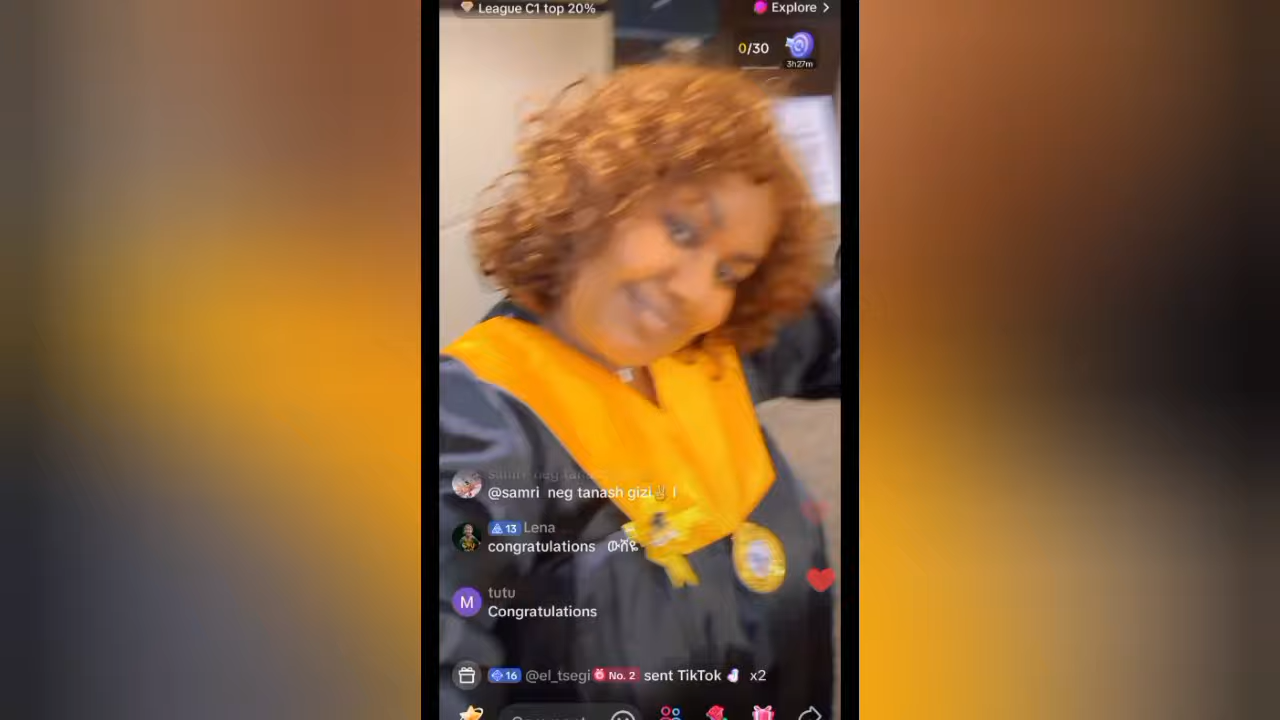 League C1 top 20%
Explore >
0/30
3h27m
@samri neg tanash gizi✌️ I
13 Lena
congratulations ውሸዬ
M
tutu
Congratulations
16 @el_tsegi No. 2 sent TikTok x2